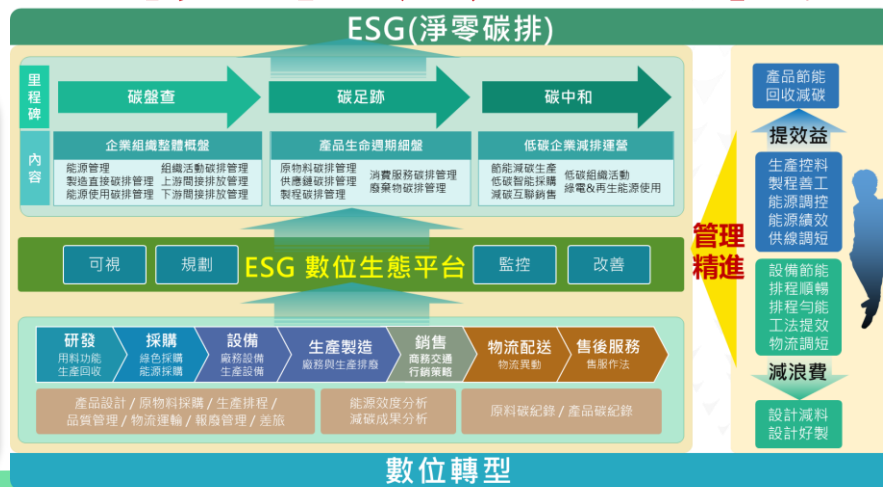 ESG(淨零碳排)
里程碑
碳盤查
碳足跡
碳中和
內容
企業組織整體概盤
能源管理 組織活動碳排管理
製造直接碳排管理 上游間接排放管理
能源使用碳排管理 下游間接排放管理
產品生命週期細盤
原物料碳排管理
供應鏈碳排管理
製程碳排管理
消費服務碳排管理
廢棄物碳排管理
低碳企業減排運營
節能減碳生產
低碳智能採購
減碳互聯銷售
低碳組織活動
綠電&再生能源使用
可視
規劃
ESG 數位生態平台
監控
改善
研發
用料功能
生產回收
採購
綠色採購
能源採購
設備
廠務設備
生產設備
生產製造
廠務與生產排廢
銷售
商務交通
行銷策略
物流配送
物流異動
售後服務
售服作法
產品設計 / 原物料採購 / 生產排程 /
品質管理 / 物流運輸 / 報廢管理 / 差旅
能源效度分析
減碳成果分析
原料碳紀錄 / 產品碳紀錄
數位轉型
管理
精進
產品節能
回收減碳
提效益
生產控料
製程善工
能源調控
能源績效
供線調短
設備節能
排程順暢
排程勻能
工法提效
物流調短
減浪費
設計減料
設計好製